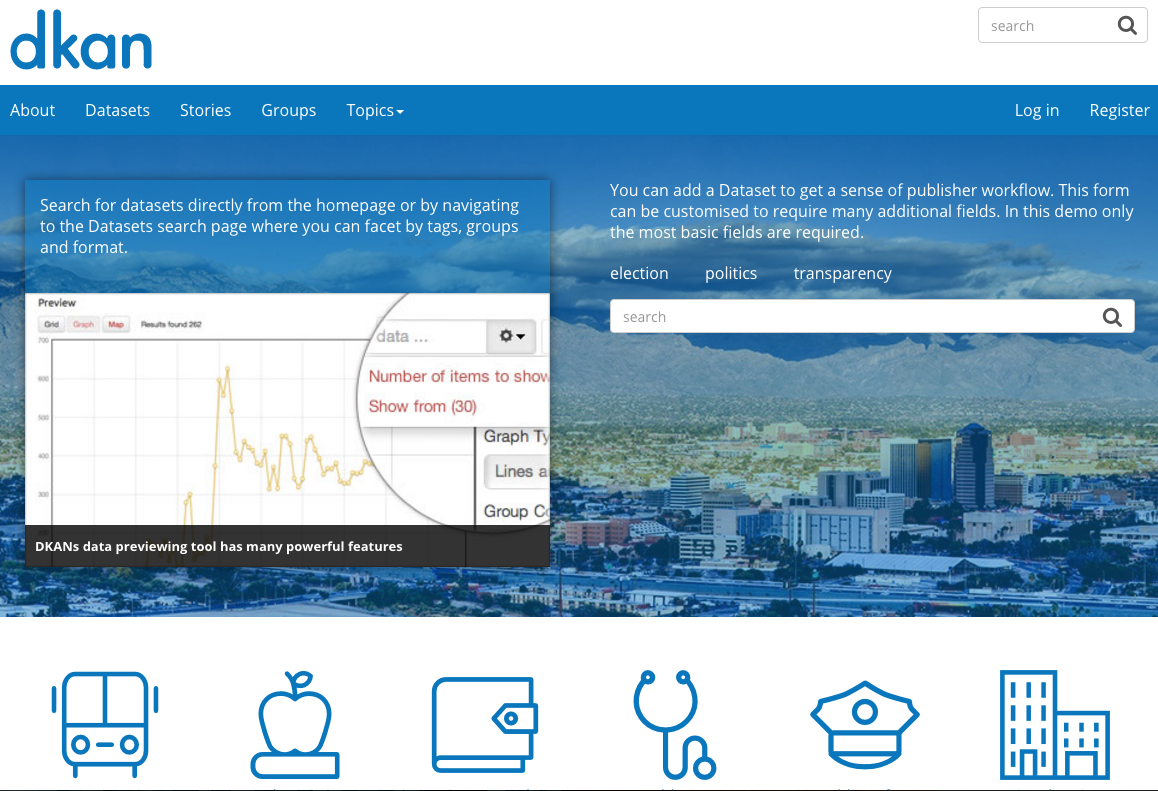 dkan
search
About Datasets Stories Groups Topics Log in Register
Search for datasets directly from the homepage or by navigating
to the Datasets search page where you can facet by tags, groups
and format.
Preview
Grid Graph Map Results found 262
700
600
500
400
300
data ...
Number of items to show
Show from (30)
Graph Ty
Lines a
Group Co
DKANs data previewing tool has many powerful features
You can add a Dataset to get a sense of publisher workflow. This form
can be customised to require many additional fields. In this demo only
the most basic fields are required.
election politics transparency
search